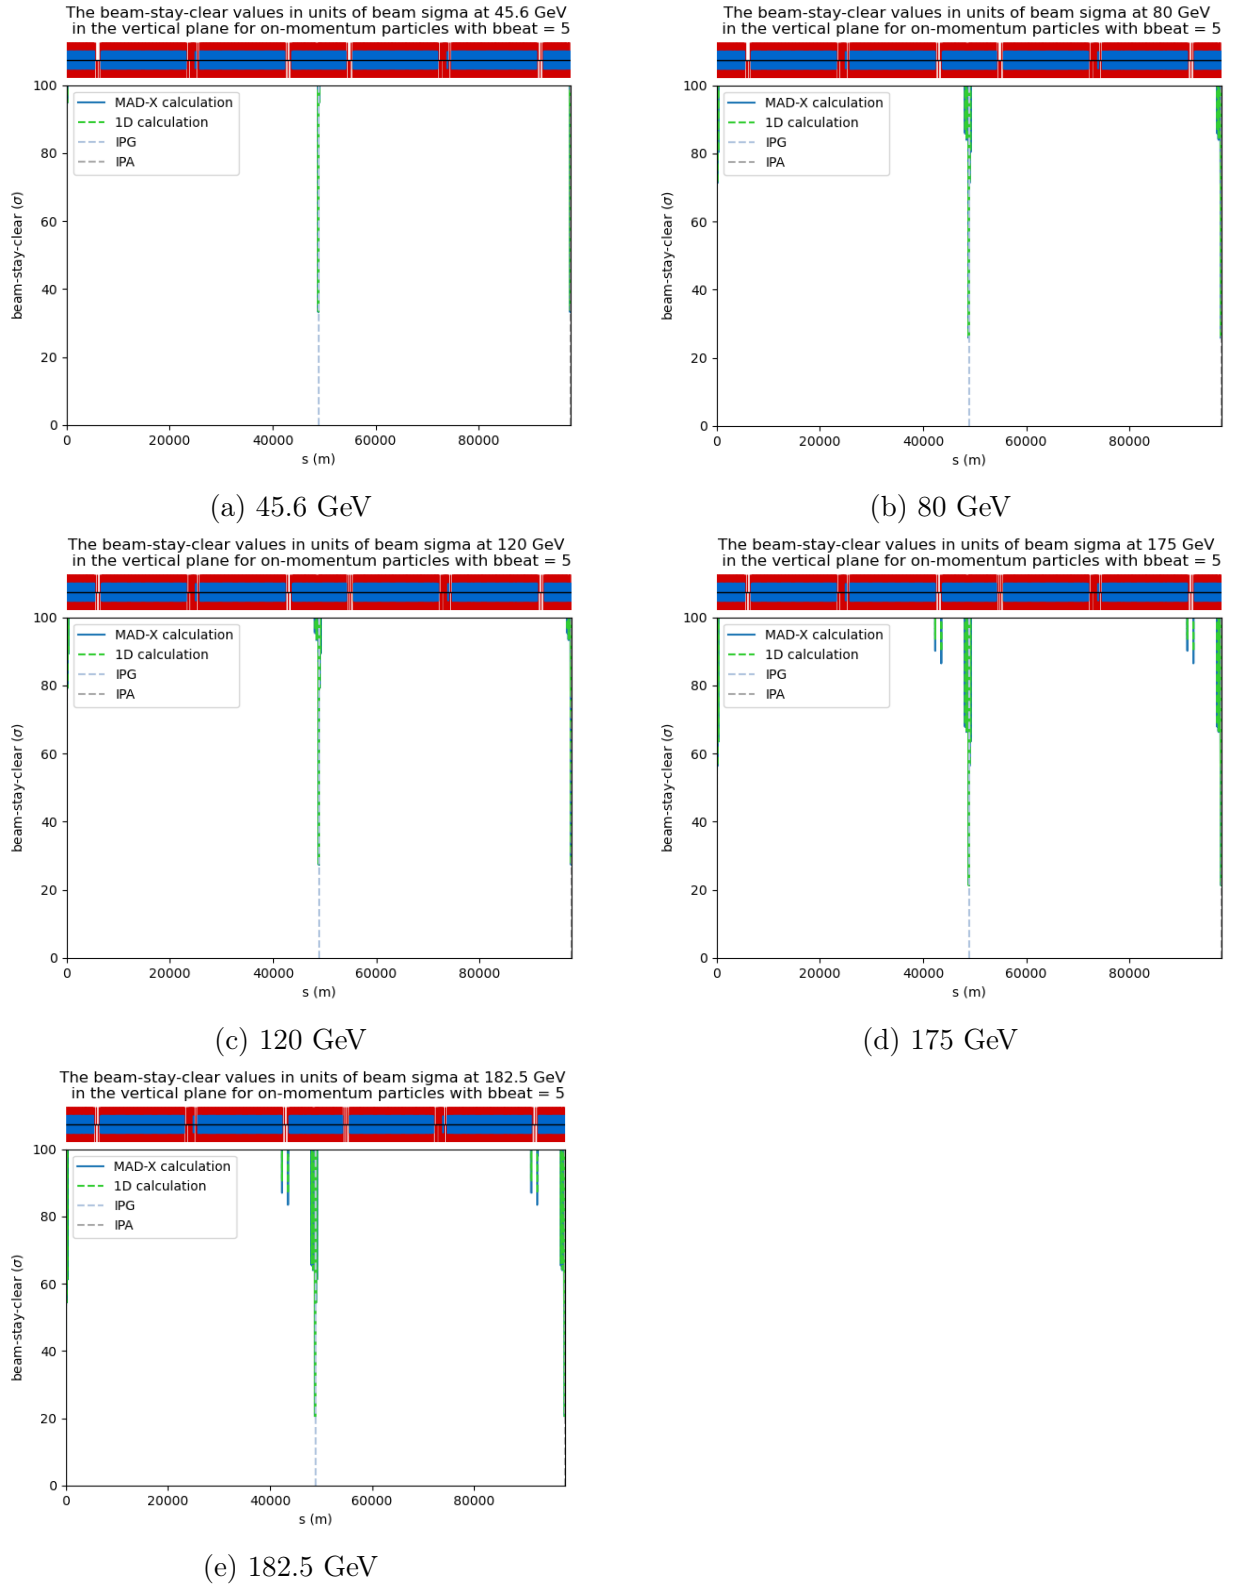 The beam-stay-clear values in units of beam sigma at 45.6 GeV
in the vertical plane for on-momentum particles with bbeat = 5
100
80
60
40
20
0
beam-stay-clear (σ)
MAD-X calculation
1D calculation
IPG
IPA
0 20000 40000 60000 80000
s (m)
(a) 45.6 GeV
The beam-stay-clear values in units of beam sigma at 80 GeV
in the vertical plane for on-momentum particles with bbeat = 5
100
80
60
40
20
0
beam-stay-clear (σ)
MAD-X calculation
1D calculation
IPG
IPA
0 20000 40000 60000 80000
s (m)
(b) 80 GeV
The beam-stay-clear values in units of beam sigma at 120 GeV
in the vertical plane for on-momentum particles with bbeat = 5
100
80
60
40
20
0
beam-stay-clear (σ)
MAD-X calculation
1D calculation
IPG
IPA
0 20000 40000 60000 80000
s (m)
(c) 120 GeV
The beam-stay-clear values in units of beam sigma at 175 GeV
in the vertical plane for on-momentum particles with bbeat = 5
100
80
60
40
20
0
beam-stay-clear (σ)
MAD-X calculation
1D calculation
IPG
IPA
0 20000 40000 60000 80000
s (m)
(d) 175 GeV
The beam-stay-clear values in units of beam sigma at 182.5 GeV
in the vertical plane for on-momentum particles with bbeat = 5
100
80
60
40
20
0
beam-stay-clear (σ)
MAD-X calculation
1D calculation
IPG
IPA
0 20000 40000 60000 80000
s (m)
(e) 182.5 GeV